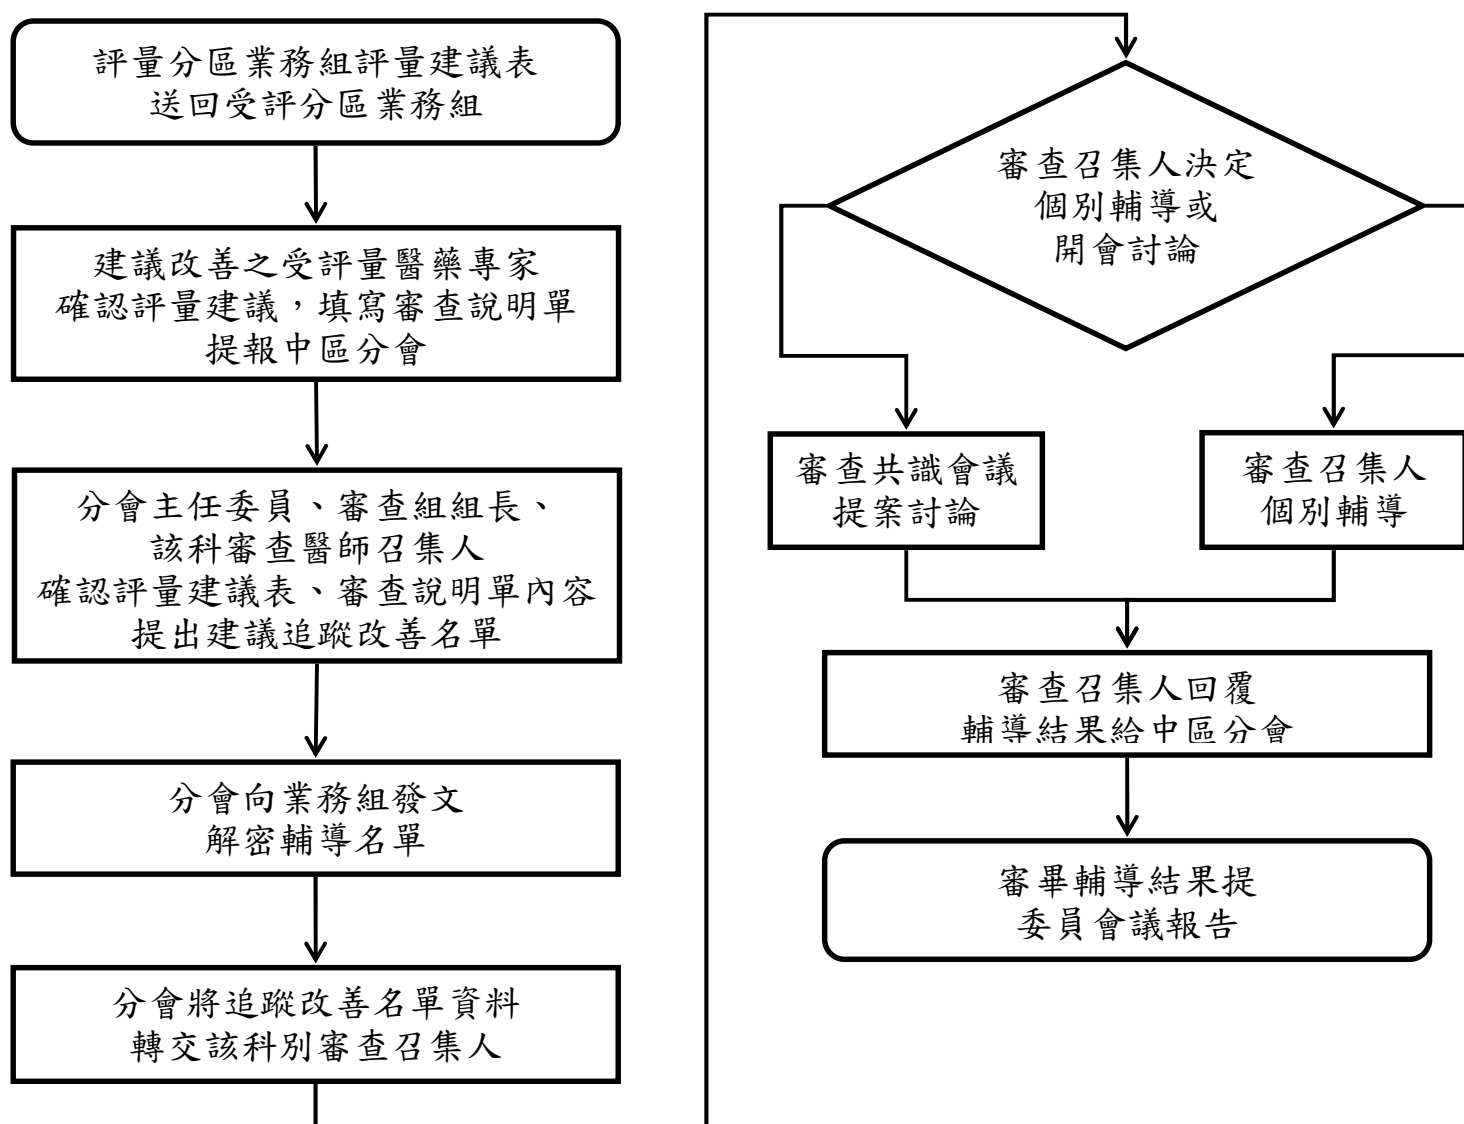 評量分區業務組評量建議表
送回受評分區業務組
建議改善之受評量醫藥專家
確認評量建議，填寫審查說明單
提報中區分會
分會主任委員、審查組組長、
該科審查醫師召集人
確認評量建議表、審查說明單內容
提出建議追蹤改善名單
分會向業務組發文
解密輔導名單
分會將追蹤改善名單資料
轉交該科別審查召集人
審查召集人決定
個別輔導或
開會討論
審查共識會議
提案討論
審查召集人
個別輔導
審查召集人回覆
輔導結果給中區分會
審畢輔導結果提
委員會議報告